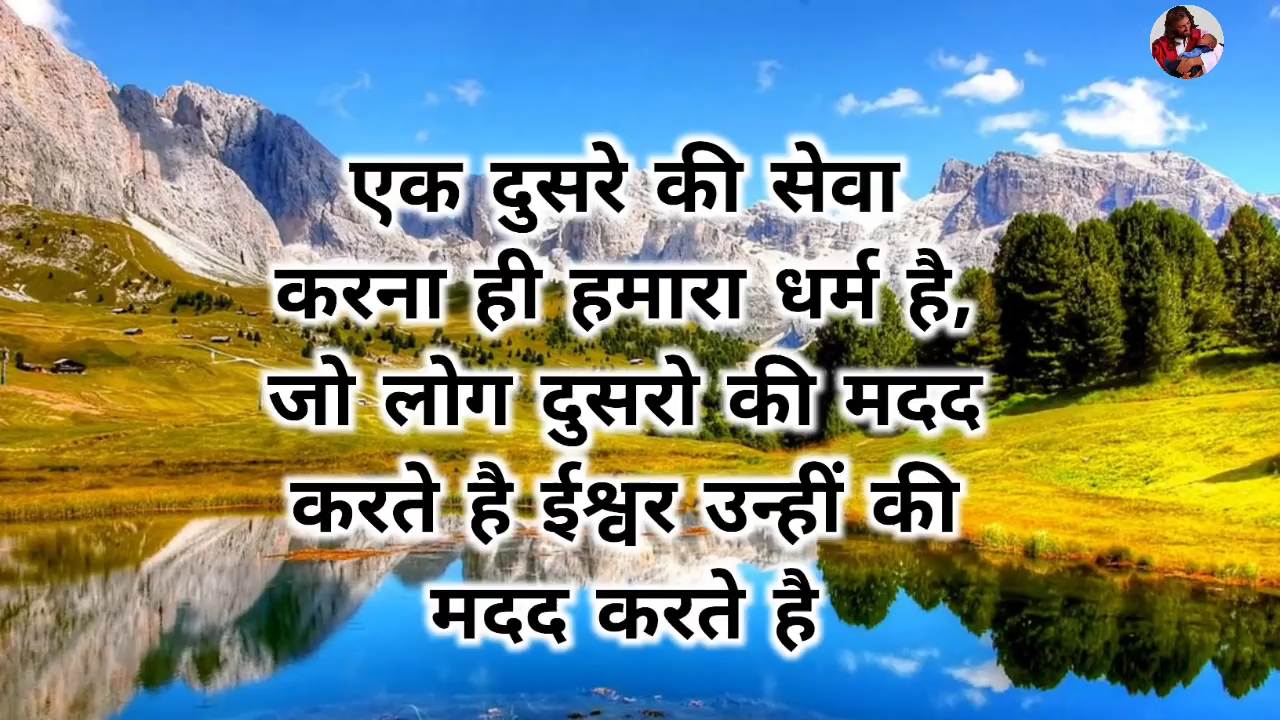 एक दुसरे की सेवा
करना ही हमारा धर्म है,
जो लोग दुसरो की मदद
करते है ईश्वर उन्हीं की
मदद करते है